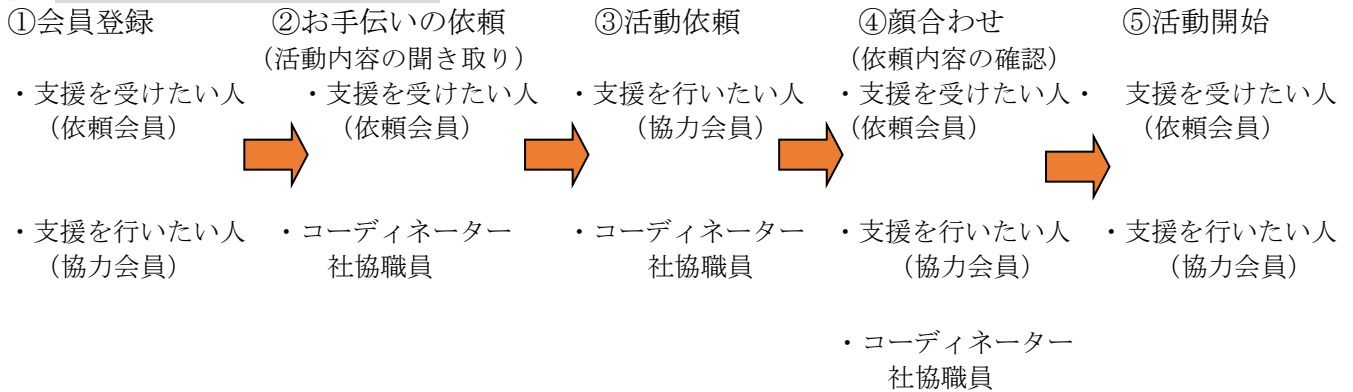 ①会員登録
②お手伝いの依頼
③活動依頼
④顔合わせ
⑤活動開始
(活動内容の聞き取り)
(依頼内容の確認)
・支援を受けたい人
・支援を受けたい人
・支援を行いたい人
・支援を受けたい人・
支援を受けたい人
(依頼会員)
(依頼会員)
(協力会員)
(依頼会員)
(依頼会員)
・支援を行いたい人
・コーディネーター
・コーディネーター
・支援を行いたい人
・支援を行いたい人
(協力会員)
社協職員
社協職員
(協力会員)
(協力会員)
・コーディネーター
社協職員